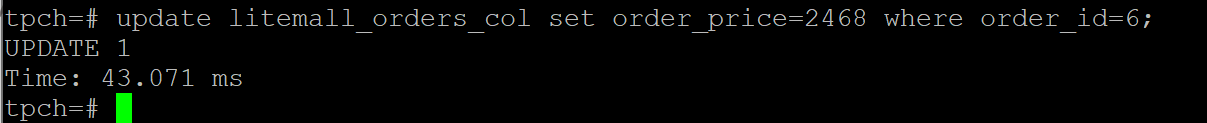 tpch=# update litemall_orders_col set order_price=2468 where order_id=6;
UPDATE 1
Time: 43.071 ms
tpch=#